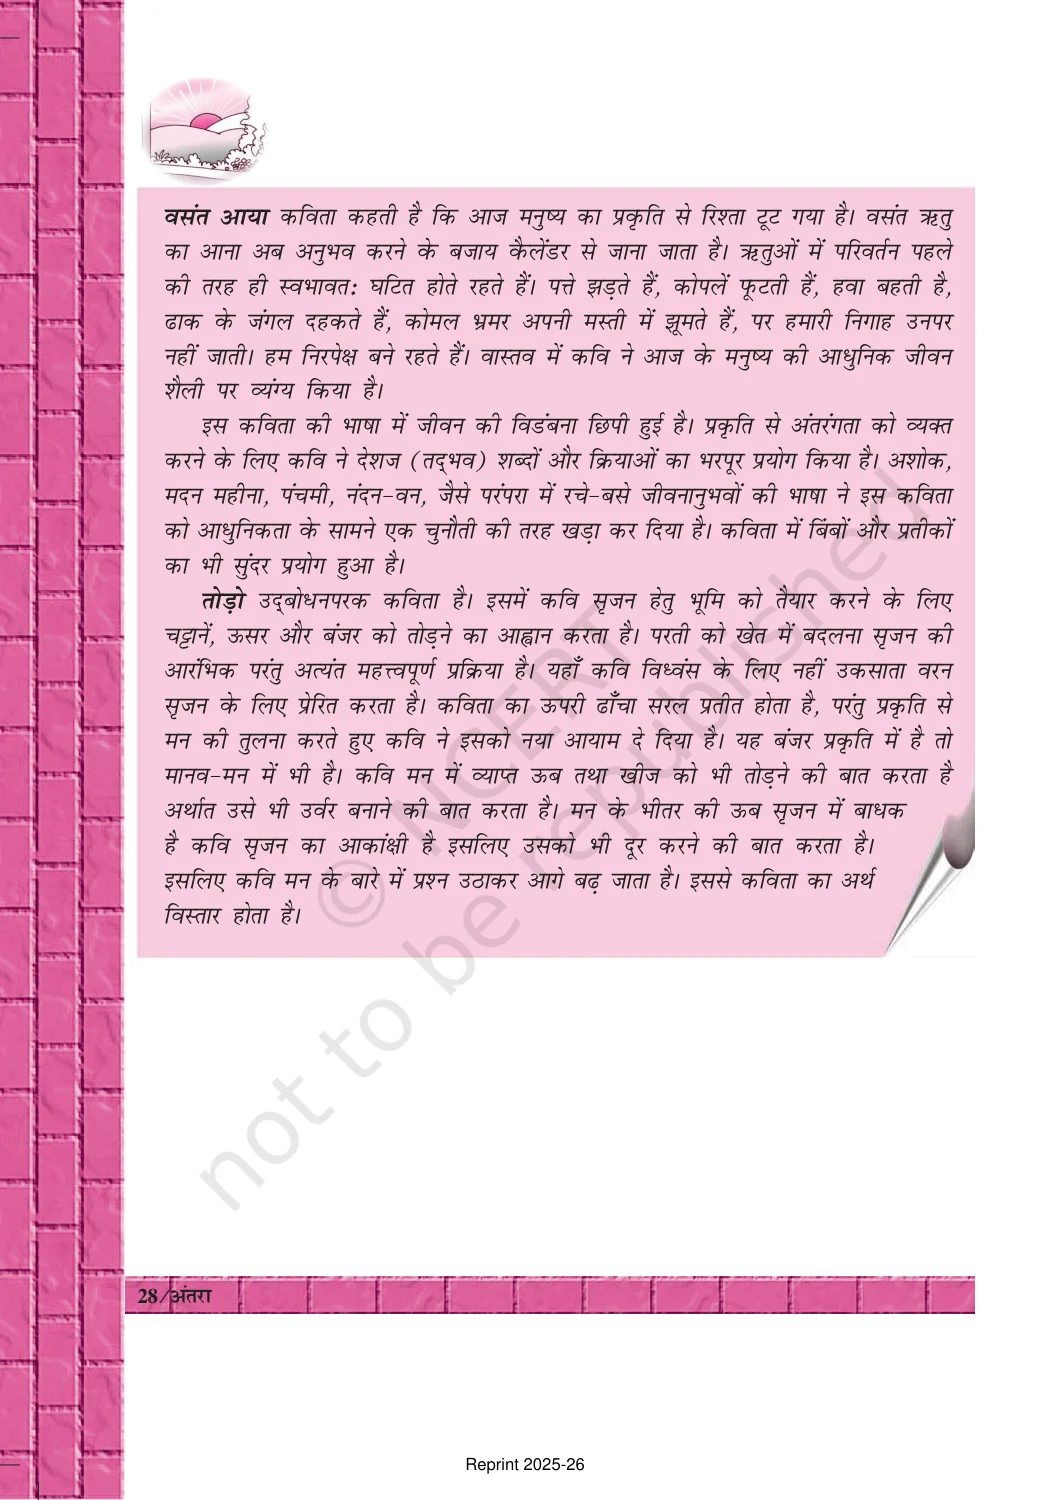 वसंत आया कविता कहती है कि आज मनुष्य का प्रकृति से रिश्ता टूट गया है। वसंत ऋतु
का आना अब अनुभव करने के बजाय कैलेंडर से जाना जाता है। ऋतुओं में परिवर्तन पहले
की तरह ही स्वभावतः घटित होते रहते हैं। पत्ते झड़ते हैं, कोपलें फूटती हैं, हवा बहती है,
ढाक के जंगल दहकते हैं, कोमल भ्रमर अपनी मस्ती में झूमते हैं, पर हमारी निगाह उनपर
नहीं जाती। हम निरपेक्ष बने रहते हैं। वास्तव में कवि ने आज के मनुष्य की आधुनिक जीवन
शैली पर व्यंग्य किया है।
इस कविता की भाषा में जीवन की विडंबना छिपी हुई है। प्रकृति से अंतरंगता को व्यक्त
करने के लिए कवि ने देशज (तद्भव) शब्दों और क्रियाओं का भरपूर प्रयोग किया है। अशोक,
मदन महीना, पंचमी, नंदन-वन, जैसे परंपरा में रचे-बसे जीवनानुभवों की भाषा ने इस कविता
को आधुनिकता के सामने एक चुनौती की तरह खड़ा कर दिया है। कविता में बिंबों और प्रतीकों
का भी सुंदर प्रयोग हुआ है।
तोड़ो उद्बोधनपरक कविता है। इसमें कवि सृजन हेतु भूमि को तैयार करने के लिए
चट्टानें, ऊसर और बंजर को तोड़ने का आह्वान करता है। परती को खेत में बदलना सृजन की
आरंभिक परंतु अत्यंत महत्त्वपूर्ण प्रक्रिया है। यहाँ कवि विध्वंस के लिए नहीं उकसाता वरन
सृजन के लिए प्रेरित करता है। कविता का ऊपरी ढाँचा सरल प्रतीत होता है, परंतु प्रकृति से
मन की तुलना करते हुए कवि ने इसको नया आयाम दे दिया है। यह बंजर प्रकृति में है तो
मानव-मन में भी है। कवि मन में व्याप्त ऊब तथा खीज को भी तोड़ने की बात करता है
अर्थात उसे भी उर्वर बनाने की बात करता है। मन के भीतर की ऊब सृजन में बाधक
है कवि सृजन का आकांक्षी है इसलिए उसको भी दूर करने की बात करता है।
इसलिए कवि मन के बारे में प्रश्न उठाकर आगे बढ़ जाता है। इससे कविता का अर्थ
विस्तार होता है।
© NCERT
not to be republished
28/अंतरा
Reprint 2025-26